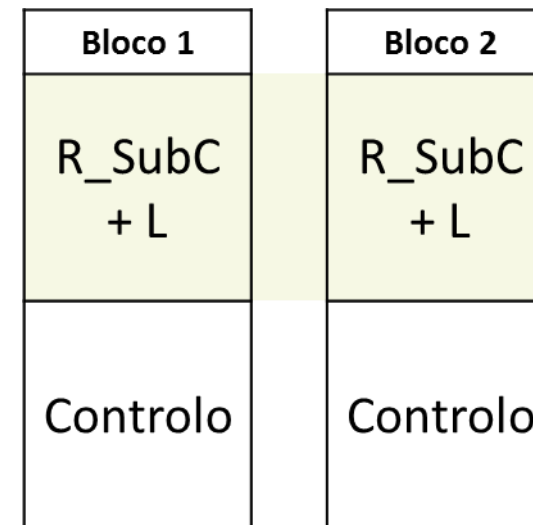 Bloco 1
R_SubC
+ L
Controlo
Bloco 2
R_SubC
+ L
Controlo